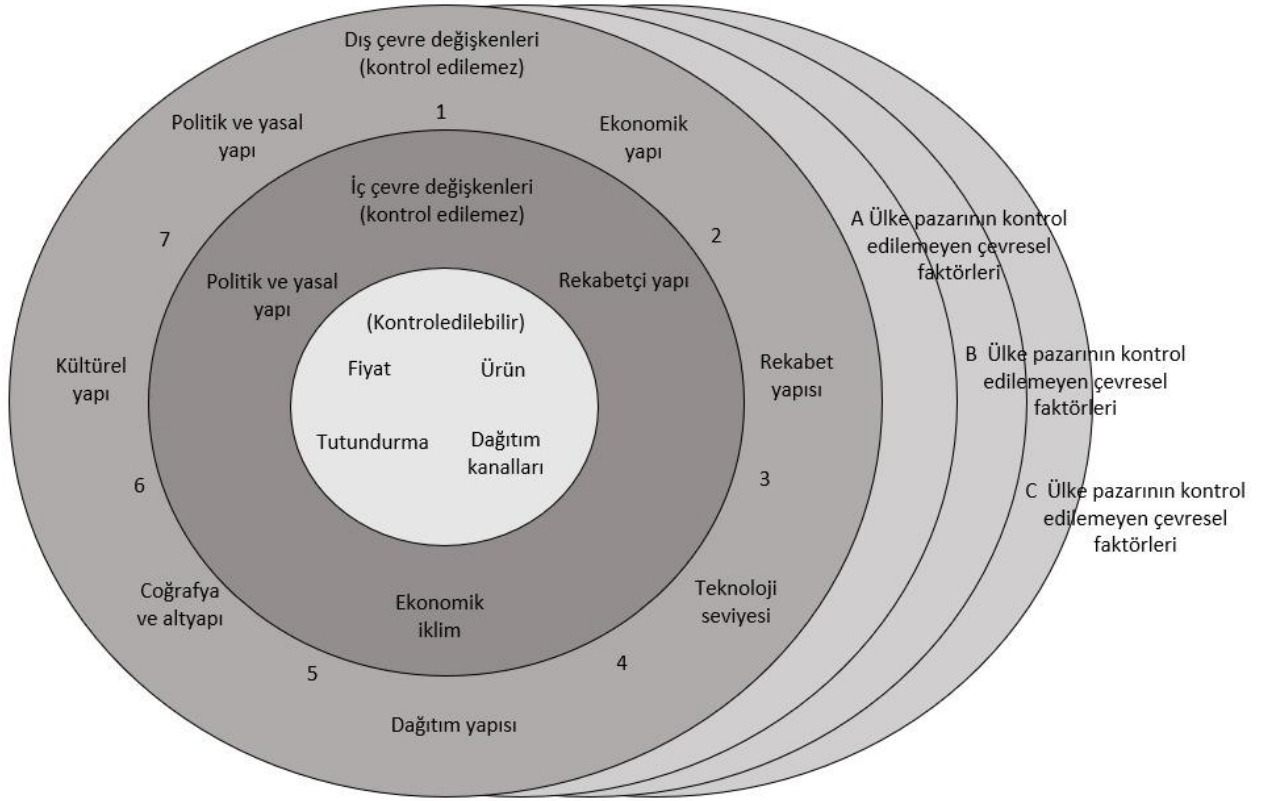 Dış çevre değişkenleri
(kontrol edilemez)
1
Politik ve yasal
yapı
Ekonomik
yapı
İç çevre değişkenleri
(kontrol edilemez)
7
2
A Ülke pazarının kontrol
edilemeyen çevresel
faktörleri
Politik ve yasal
yapı
Rekabetçi yapı
(Kontroledilebilir)
Fiyat
Ürün
Kültürel
yapı
Rekabet
yapısı
B Ülke pazarının kontrol
edilemeyen çevresel
faktörleri
Tutundurma
Dağıtım
kanalları
6
3
C Ülke pazarının kontrol
edilemeyen çevresel
faktörleri
Coğrafya
ve altyapı
Ekonomik
iklim
Teknoloji
seviyesi
5
4
Dağıtım yapısı